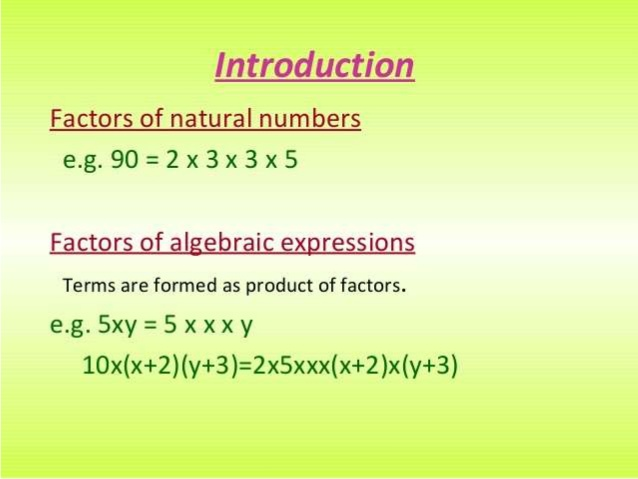 Introduction
Factors of natural numbers
e.g. 90 = 2 x 3 x 3 x 5
Factors of algebraic expressions
Terms are formed as product of factors.
e.g. 5xy = 5 x x x y
10x(x+2)(y+3)=2x5xxx(x+2)x(y+3)